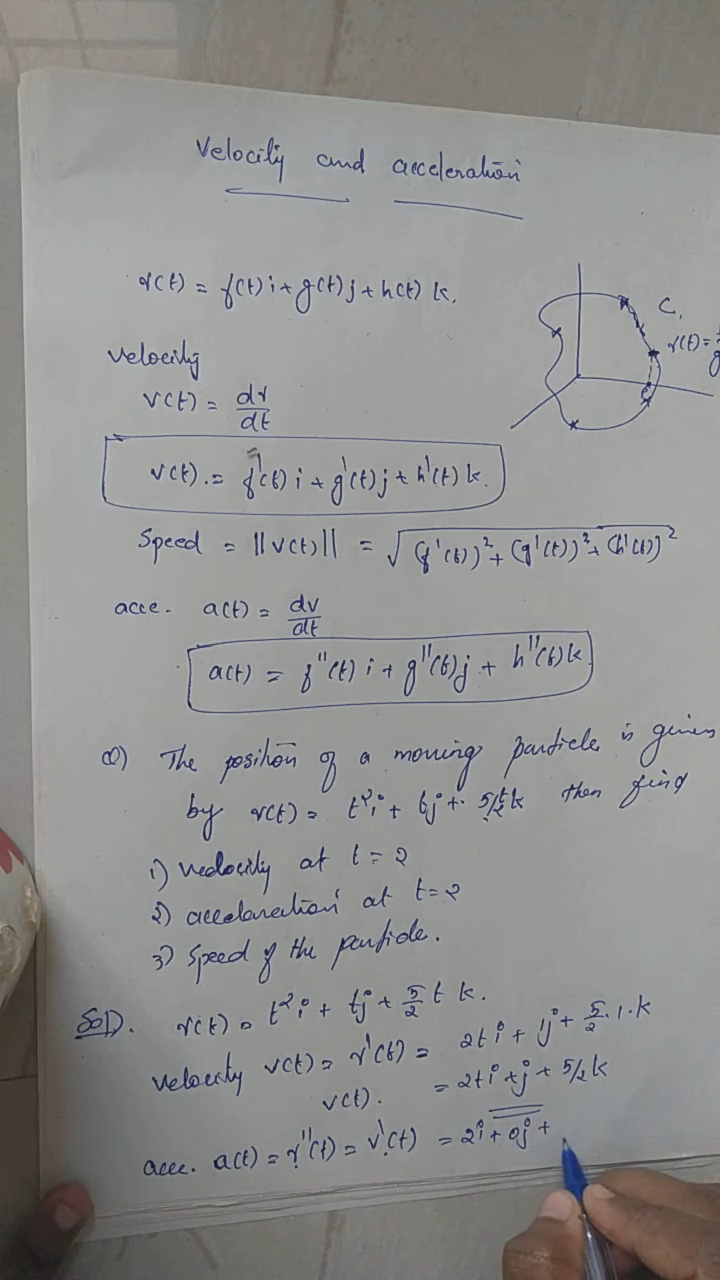 Velocity and acceleration
r(t) = f(t) i + g(t) j + h(t) k.
C.
r(t) =
velocity
v(t) = dr/dt
v(t). = f'(t) i + g'(t) j + h'(t) k.
Speed = ||v(t)|| = √(f'(t))² + (g'(t))² + (h'(t))²
acce. a(t) = dv/dt
a(t) = f''(t) i + g''(t) j + h''(t) k
Q) The position of a moving particle is given
by r(t) = t²i + tj + 5/2 t k then find
1) velocity at t = 2
2) acceleration at t = 2
3) Speed of the particle.
Sol). r(t) = t²i + tj + 5/2 t k.
Velocity v(t) = r'(t) = 2ti + 1j + 5/2 . 1 . k
v(t). = 2ti + j + 5/2 k
acce. a(t) = r''(t) = v'(t) = 2i + 0j +